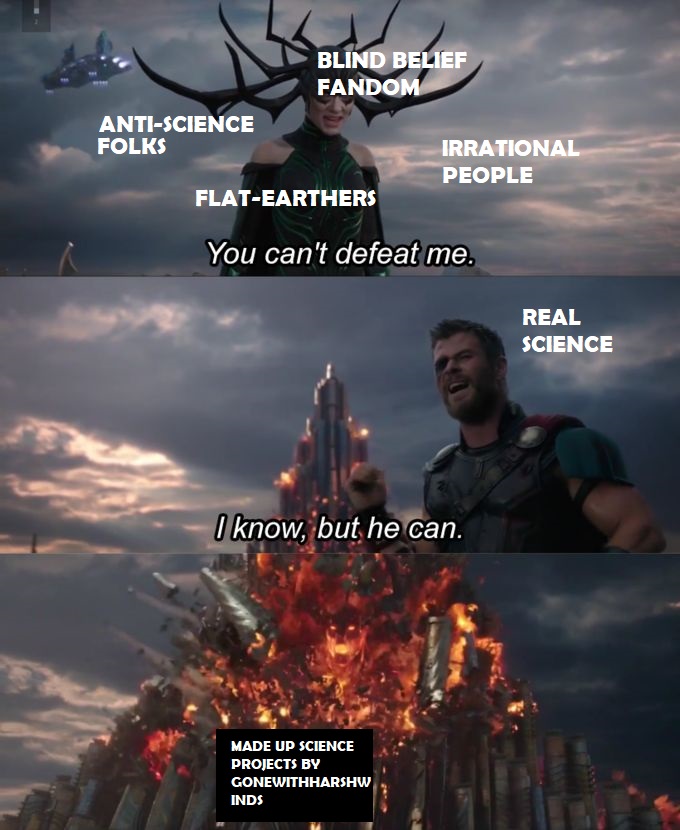 BLIND BELIEF
FANDOM
ANTI-SCIENCE
FOLKS
IRRATIONAL
PEOPLE
FLAT-EARTHERS
You can't defeat me.
REAL
SCIENCE
I know, but he can.
MADE UP SCIENCE
PROJECTS BY
GONEWITHHARSHW
INDS